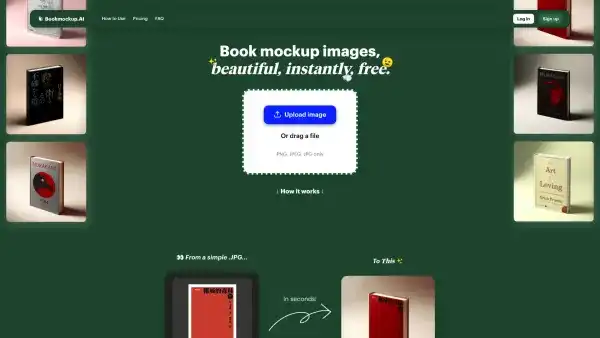 Bookmockup.AI
How to Use
Pricing
FAQ
Log In
Sign up
Book mockup images,
beautiful, instantly, free.
Upload image
Or drag a file
PNG, JPEG, JPG only
↓ How it works ↓
From a simple .JPG...
To This
in seconds
Art
Loving